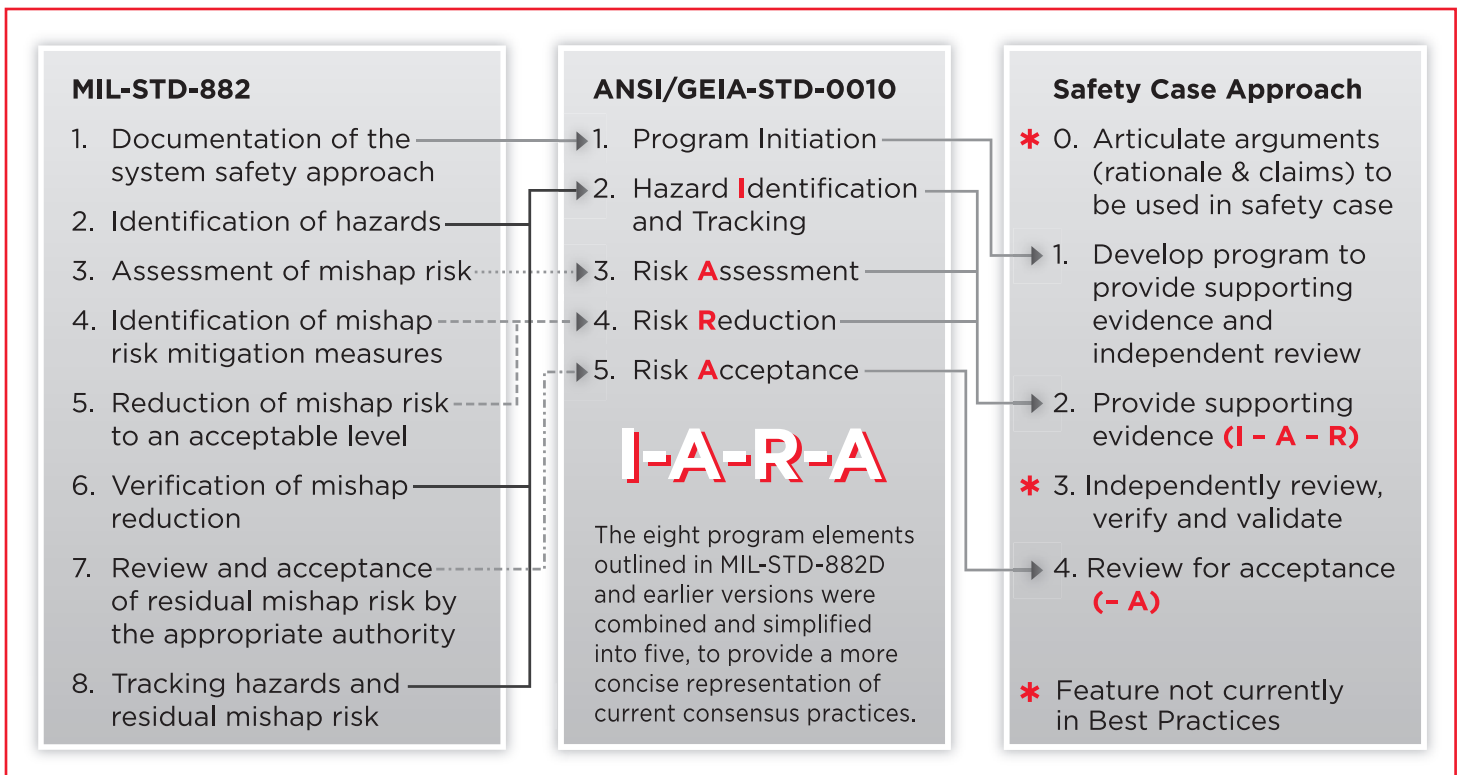 MIL-STD-882
1. Documentation of the
system safety approach
2. Identification of hazards
3. Assessment of mishap risk
4. Identification of mishap
risk mitigation measures
5. Reduction of mishap risk
to an acceptable level
6. Verification of mishap
reduction
7. Review and acceptance
of residual mishap risk by
the appropriate authority
8. Tracking hazards and
residual mishap risk
ANSI/GEIA-STD-0010
1. Program Initiation
2. Hazard Identification
and Tracking
3. Risk Assessment
4. Risk Reduction
5. Risk Acceptance
I-A-R-A
The eight program elements
outlined in MIL-STD-882D
and earlier versions were
combined and simplified
into five, to provide a more
concise representation of
current consensus practices.
Safety Case Approach
* 0. Articulate arguments
(rationale & claims) to
be used in safety case
1. Develop program to
provide supporting
evidence and
independent review
2. Provide supporting
evidence (I – A – R)
* 3. Independently review,
verify and validate
4. Review for acceptance
(– A)
* Feature not currently
in Best Practices